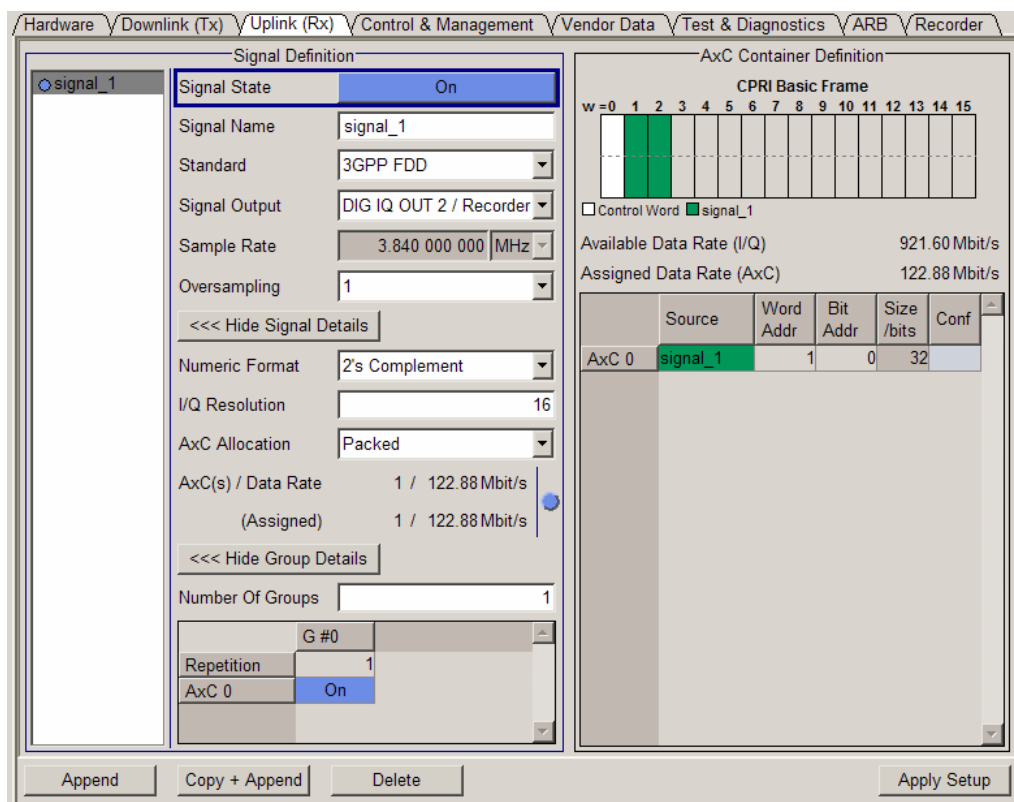 Hardware Downlink (Tx) Uplink (Rx) Control & Management Vendor Data Test & Diagnostics ARB Recorder
Signal Definition
signal_1
Signal State On
Signal Name signal_1
Standard 3GPP FDD
Signal Output DIG IQ OUT 2 / Recorder
Sample Rate 3.840 000 000 MHz
Oversampling 1
<<< Hide Signal Details
Numeric Format 2's Complement
I/Q Resolution 16
AxC Allocation Packed
AxC(s) / Data Rate 1 / 122.88 Mbit/s
(Assigned) 1 / 122.88 Mbit/s
<<< Hide Group Details
Number Of Groups 1
G #0
Repetition 1
AxC 0 On
AxC Container Definition
CPRI Basic Frame
w =0 1 2 3 4 5 6 7 8 9 10 11 12 13 14 15
Control Word signal_1
Available Data Rate (I/Q) 921.60 Mbit/s
Assigned Data Rate (AxC) 122.88 Mbit/s
Source Word Addr Bit Addr Size /bits Conf
AxC 0 signal_1 1 0 32
Append Copy + Append Delete Apply Setup